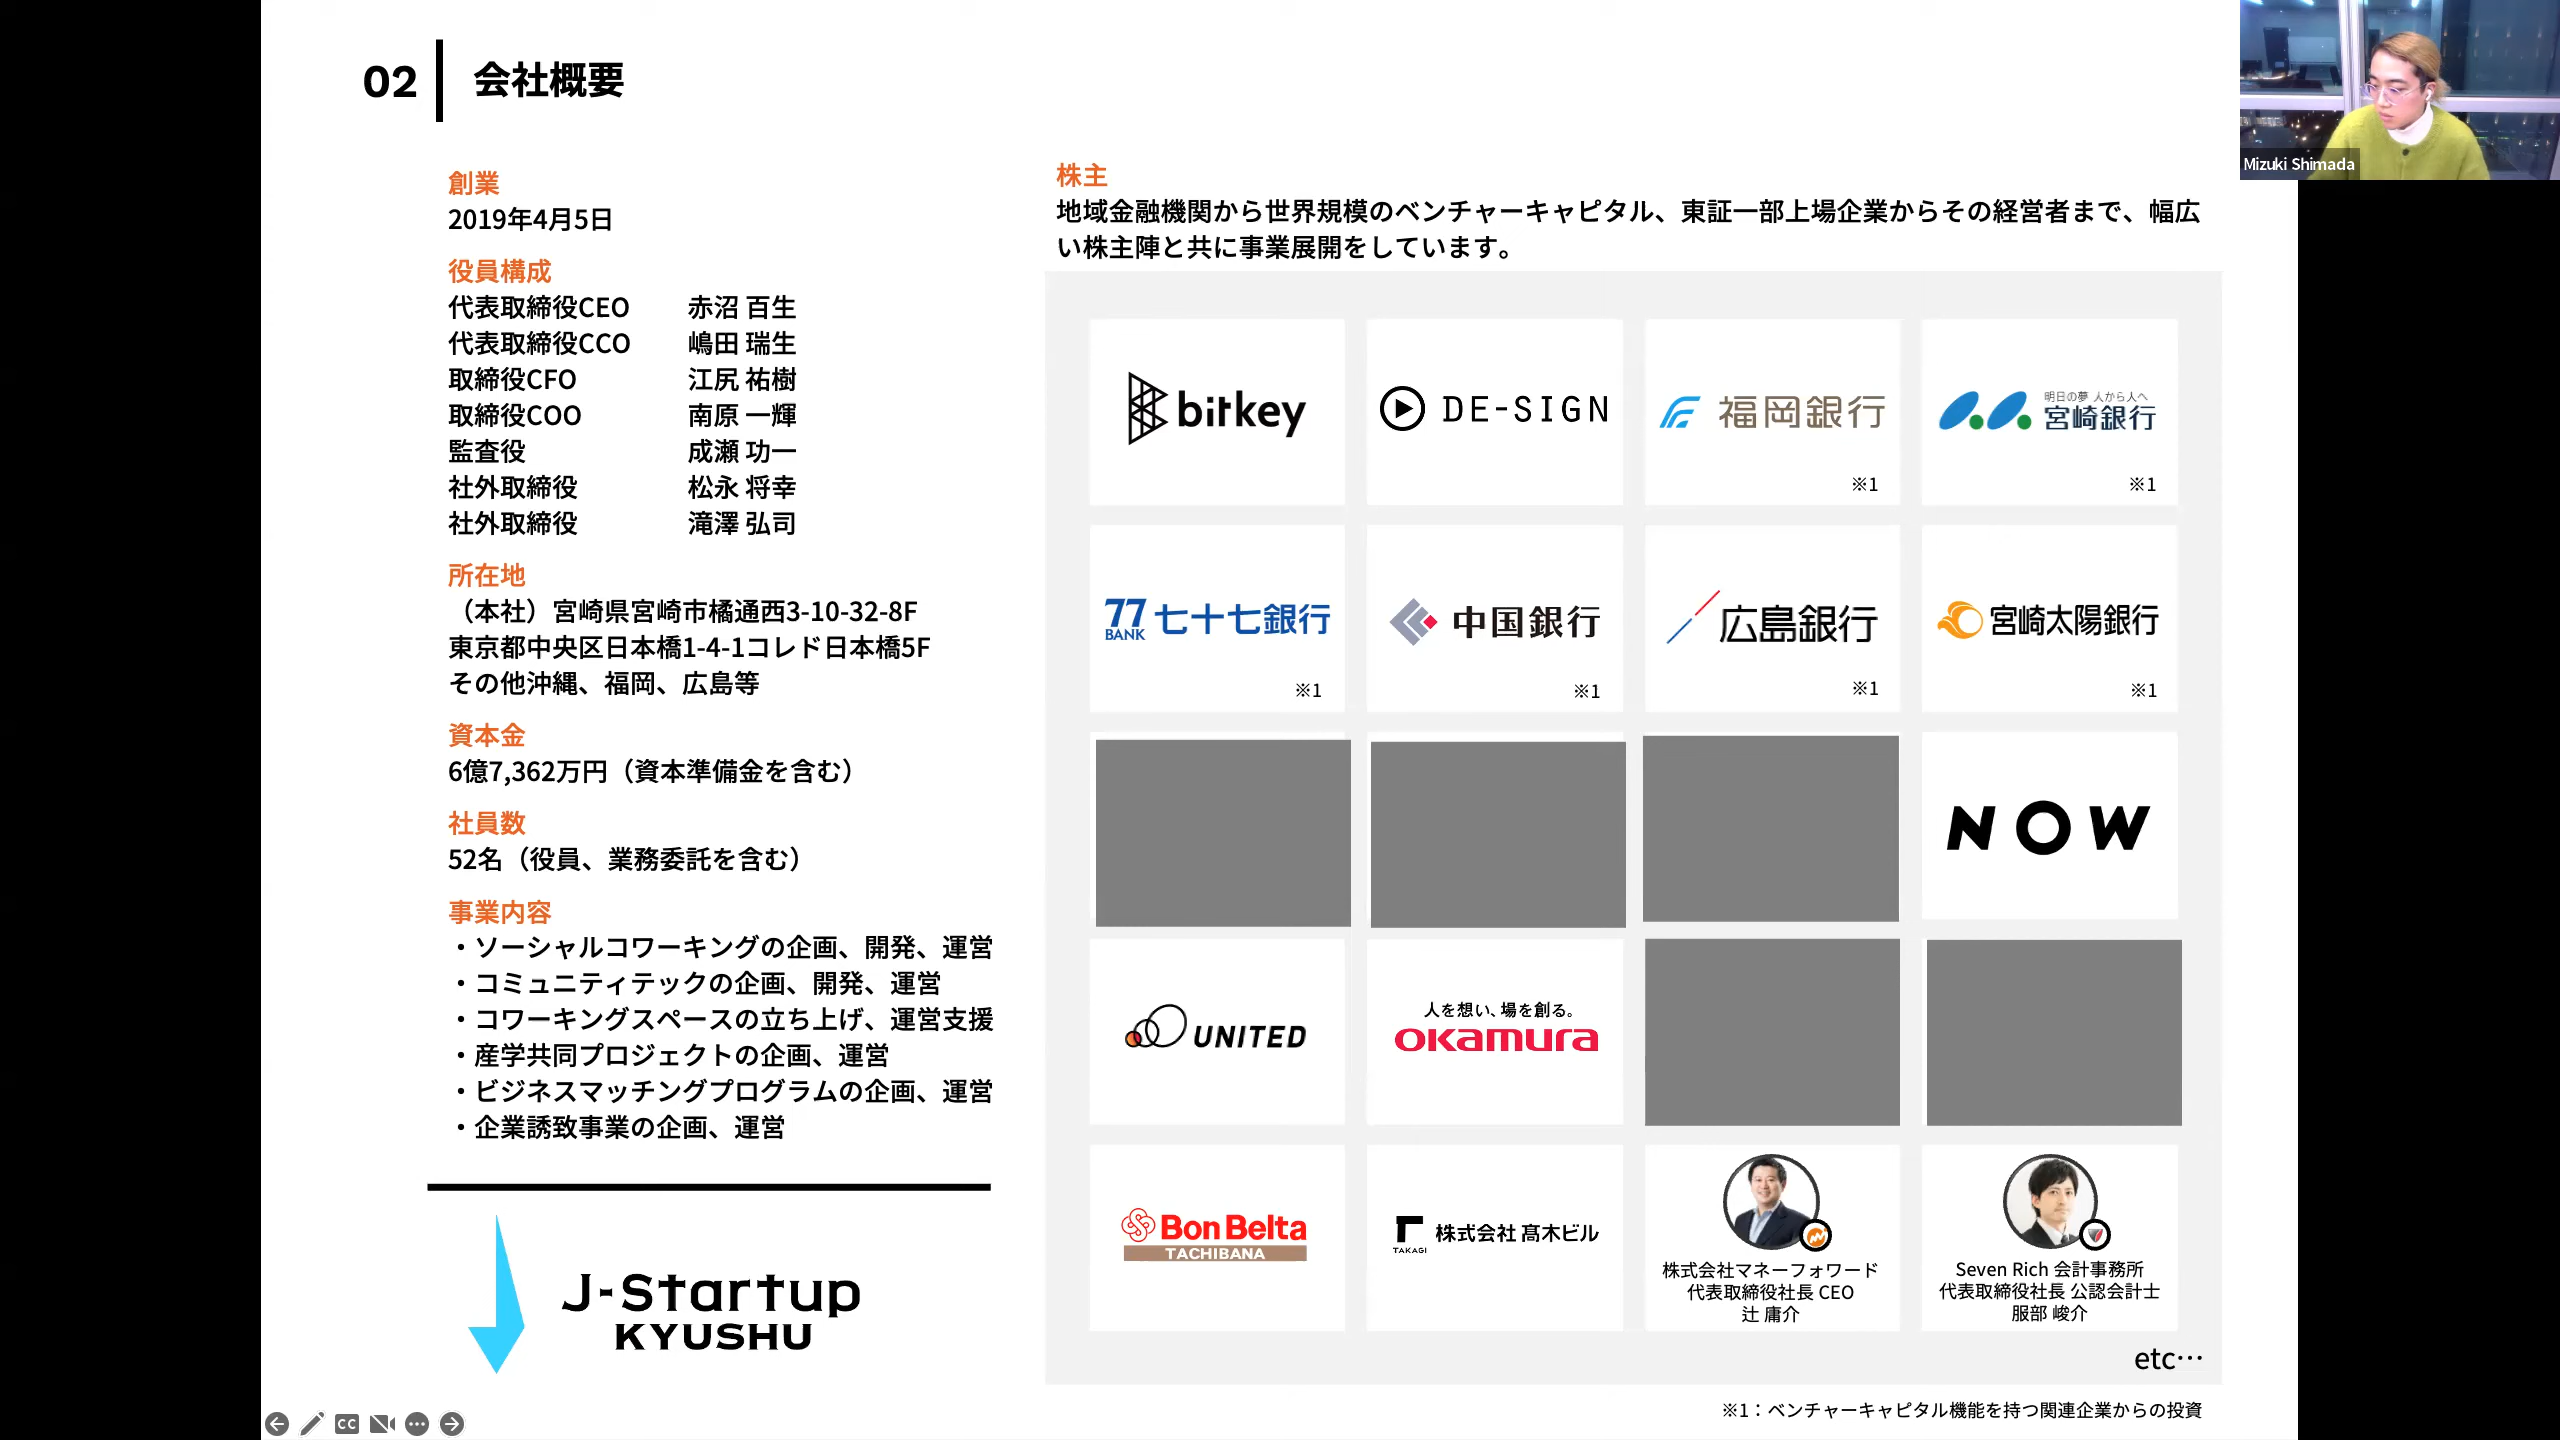 02
会社概要
創業
2019年4月5日
役員構成
代表取締役CEO 赤沼 百生
代表取締役CCO 嶋田 瑞生
取締役CFO 江尻 祐樹
取締役COO 南原 一輝
監査役 成瀬 功一
社外取締役 松永 将幸
社外取締役 滝澤 弘司
所在地
（本社）宮崎県宮崎市橘通西3-10-32-8F
東京都中央区日本橋1-4-1コレド日本橋5F
その他沖縄、福岡、広島等
資本金
6億7,362万円（資本準備金を含む）
社員数
52名（役員、業務委託を含む）
事業内容
・ソーシャルコワーキングの企画、開発、運営
・コミュニティテックの企画、開発、運営
・コワーキングスペースの立ち上げ、運営支援
・産学共同プロジェクトの企画、運営
・ビジネスマッチングプログラムの企画、運営
・企業誘致事業の企画、運営
J-Startup
KYUSHU
株主
地域金融機関から世界規模のベンチャーキャピタル、東証一部上場企業からその経営者まで、幅広
い株主陣と共に事業展開をしています。
bitkey
DE-SIGN
福岡銀行
※1
明日の夢 人から人へ
宮崎銀行
※1
77
BANK
七十七銀行
※1
中国銀行
※1
広島銀行
※1
宮崎太陽銀行
※1
NOW
UNITED
人を想い、場を創る。
okamura
Bon Belta
TACHIBANA
TAKAGI
株式会社 髙木ビル
株式会社マネーフォワード
代表取締役社長 CEO
辻 庸介
Seven Rich 会計事務所
代表取締役社長 公認会計士
服部 峻介
etc…
※1：ベンチャーキャピタル機能を持つ関連企業からの投資
CC
Mizuki Shimada